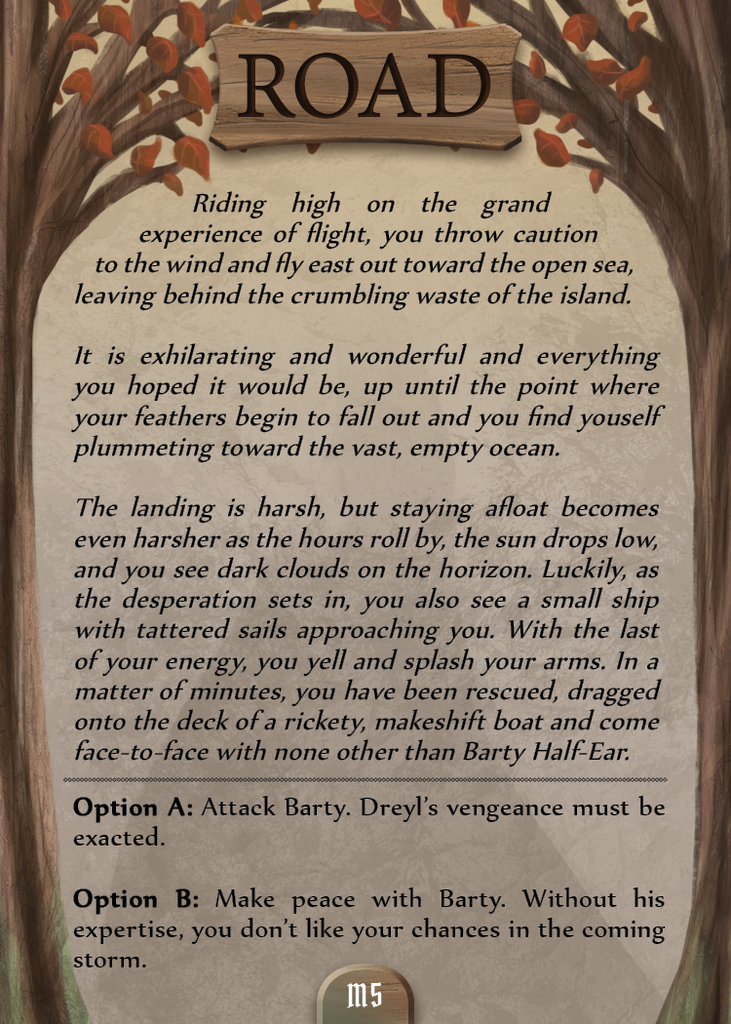 ROAD
Riding high on the grand
experience of flight, you throw caution
to the wind and fly east out toward the open sea,
leaving behind the crumbling waste of the island.
It is exhilarating and wonderful and everything
you hoped it would be, up until the point where
your feathers begin to fall out and you find youself
plummeting toward the vast, empty ocean.
The landing is harsh, but staying afloat becomes
even harsher as the hours roll by, the sun drops low,
and you see dark clouds on the horizon. Luckily, as
the desperation sets in, you also see a small ship
with tattered sails approaching you. With the last
of your energy, you yell and splash your arms. In a
matter of minutes, you have been rescued, dragged
onto the deck of a rickety, makeshift boat and come
face-to-face with none other than Barty Half-Ear.
Option A: Attack Barty. Dreyl's vengeance must be
exacted.
Option B: Make peace with Barty. Without his
expertise, you don't like your chances in the coming
storm.
M5